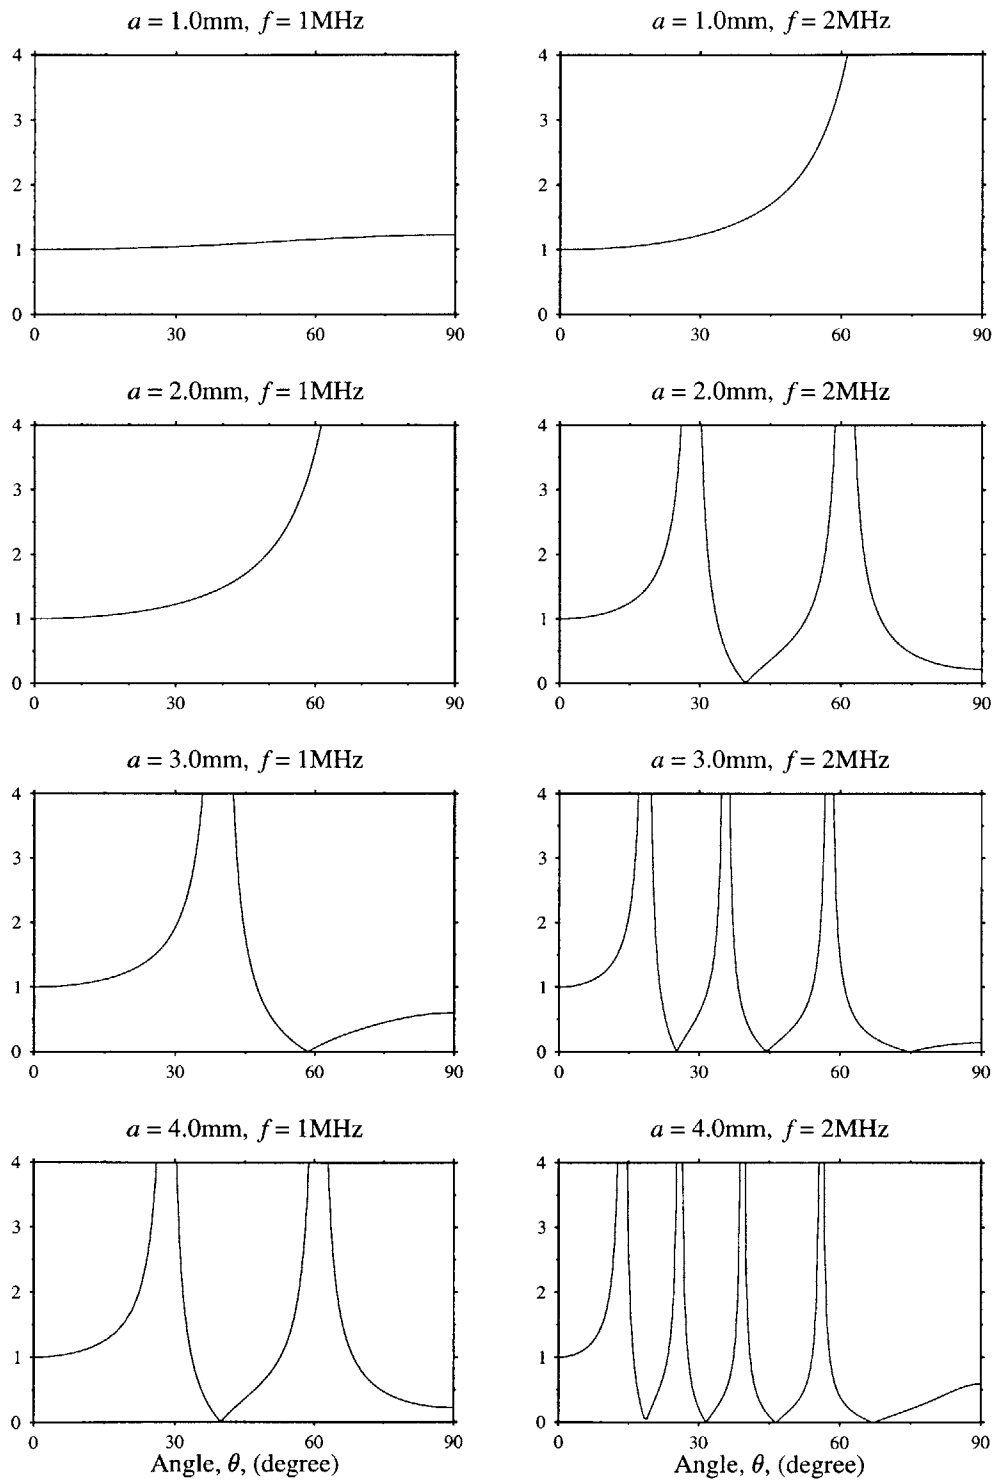 a = 1.0mm, f = 1MHz
4
3
2
1
0
0 30 60 90
a = 1.0mm, f = 2MHz
4
3
2
1
0
0 30 60 90
a = 2.0mm, f = 1MHz
4
3
2
1
0
0 30 60 90
a = 2.0mm, f = 2MHz
4
3
2
1
0
0 30 60 90
a = 3.0mm, f = 1MHz
4
3
2
1
0
0 30 60 90
a = 3.0mm, f = 2MHz
4
3
2
1
0
0 30 60 90
a = 4.0mm, f = 1MHz
4
3
2
1
0
0 30 60 90
Angle, θ, (degree)
a = 4.0mm, f = 2MHz
4
3
2
1
0
0 30 60 90
Angle, θ, (degree)